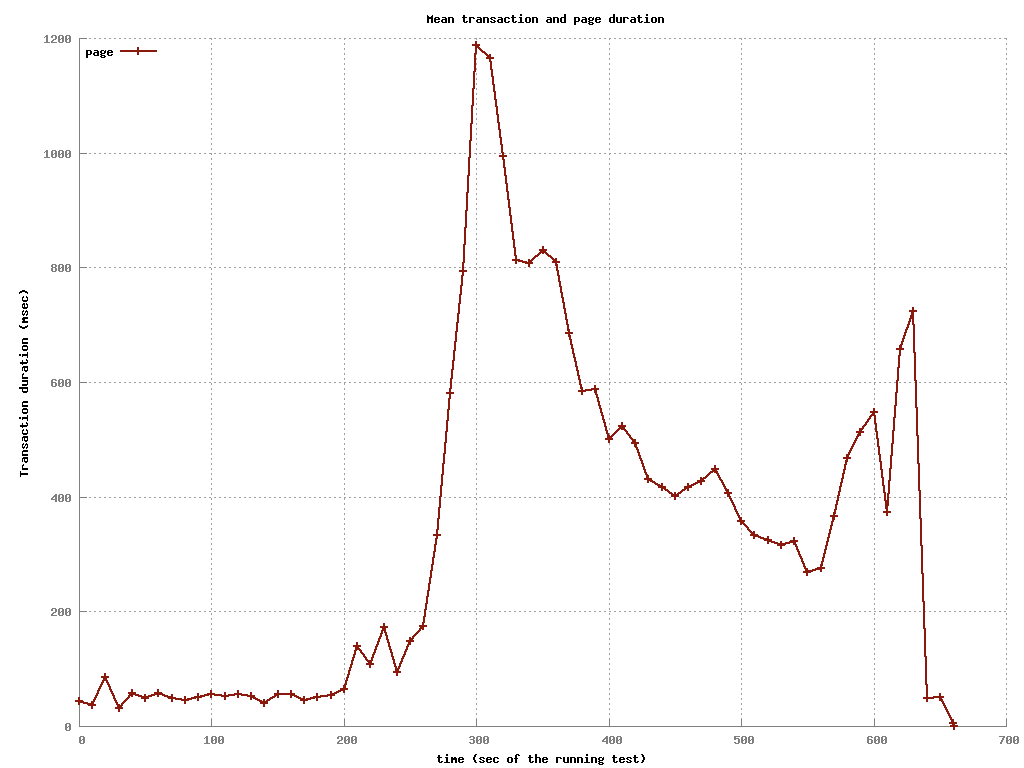 Mean transaction and page duration
page
1200
1000
800
600
400
200
0
Transaction duration (msec)
0 100 200 300 400 500 600 700
time (sec of the running test)